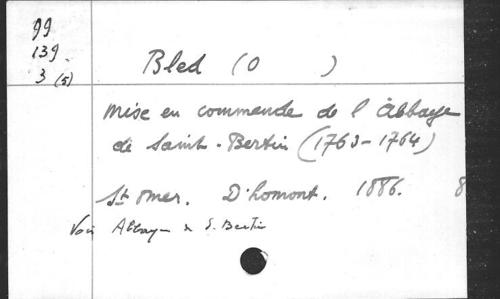 99
139
3 (5)
Bled (O )
Mise en commende de l'Abbaye
de Saint-Bertin (1763-1764)
St Omer. D'homont. 1886. 8
Voir Abbaye de S. Bertin